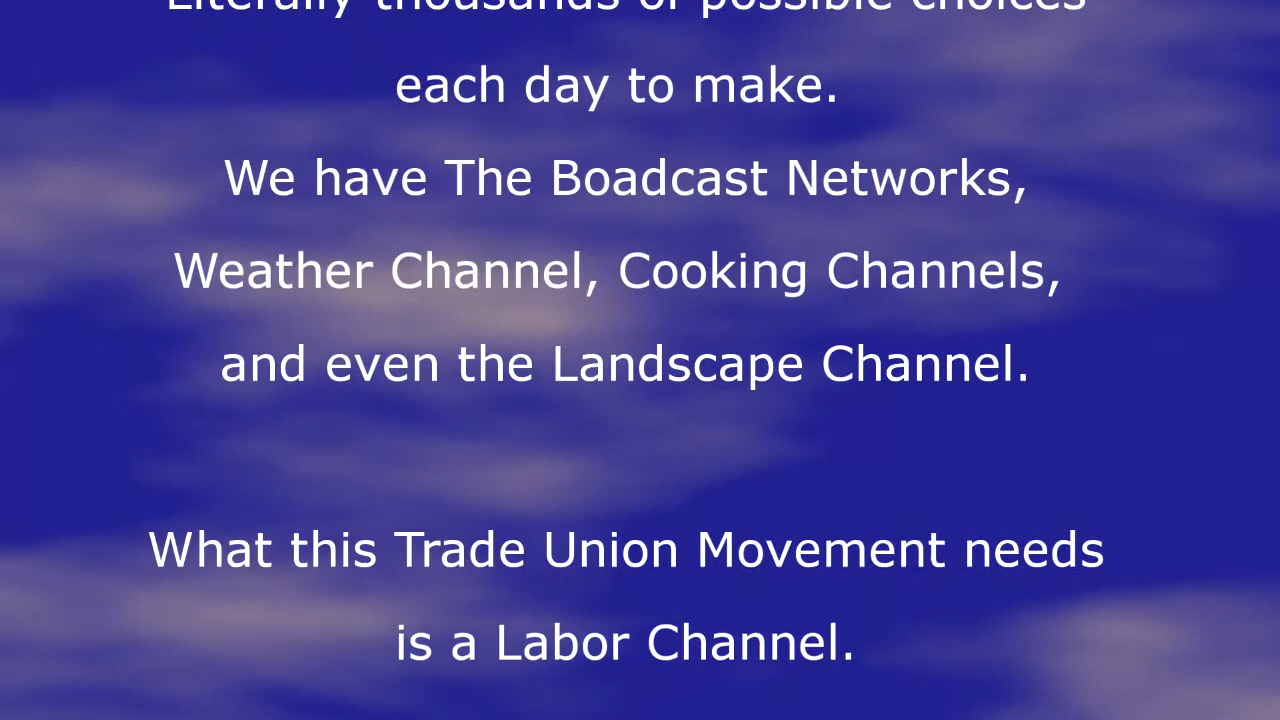 Literally thousands of possible choices
each day to make.
We have The Boadcast Networks,
Weather Channel, Cooking Channels,
and even the Landscape Channel.
What this Trade Union Movement needs
is a Labor Channel.